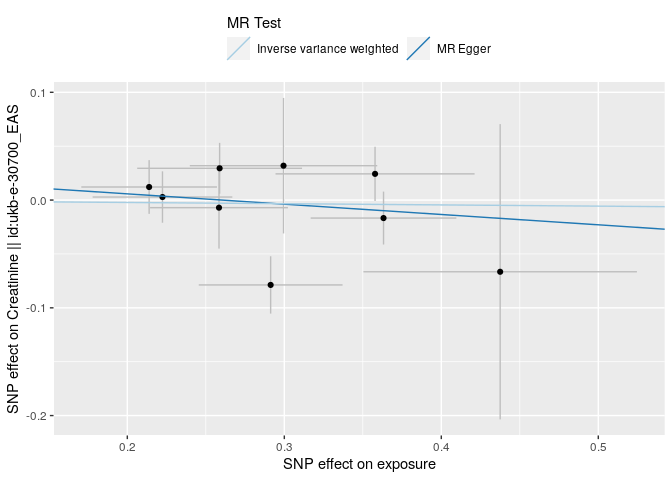 MR Test
Inverse variance weighted
MR Egger
SNP effect on Creatinine || id:ukb-e-30700_EAS
0.1
0.0
-0.1
-0.2
0.2
0.3
0.4
0.5
SNP effect on exposure